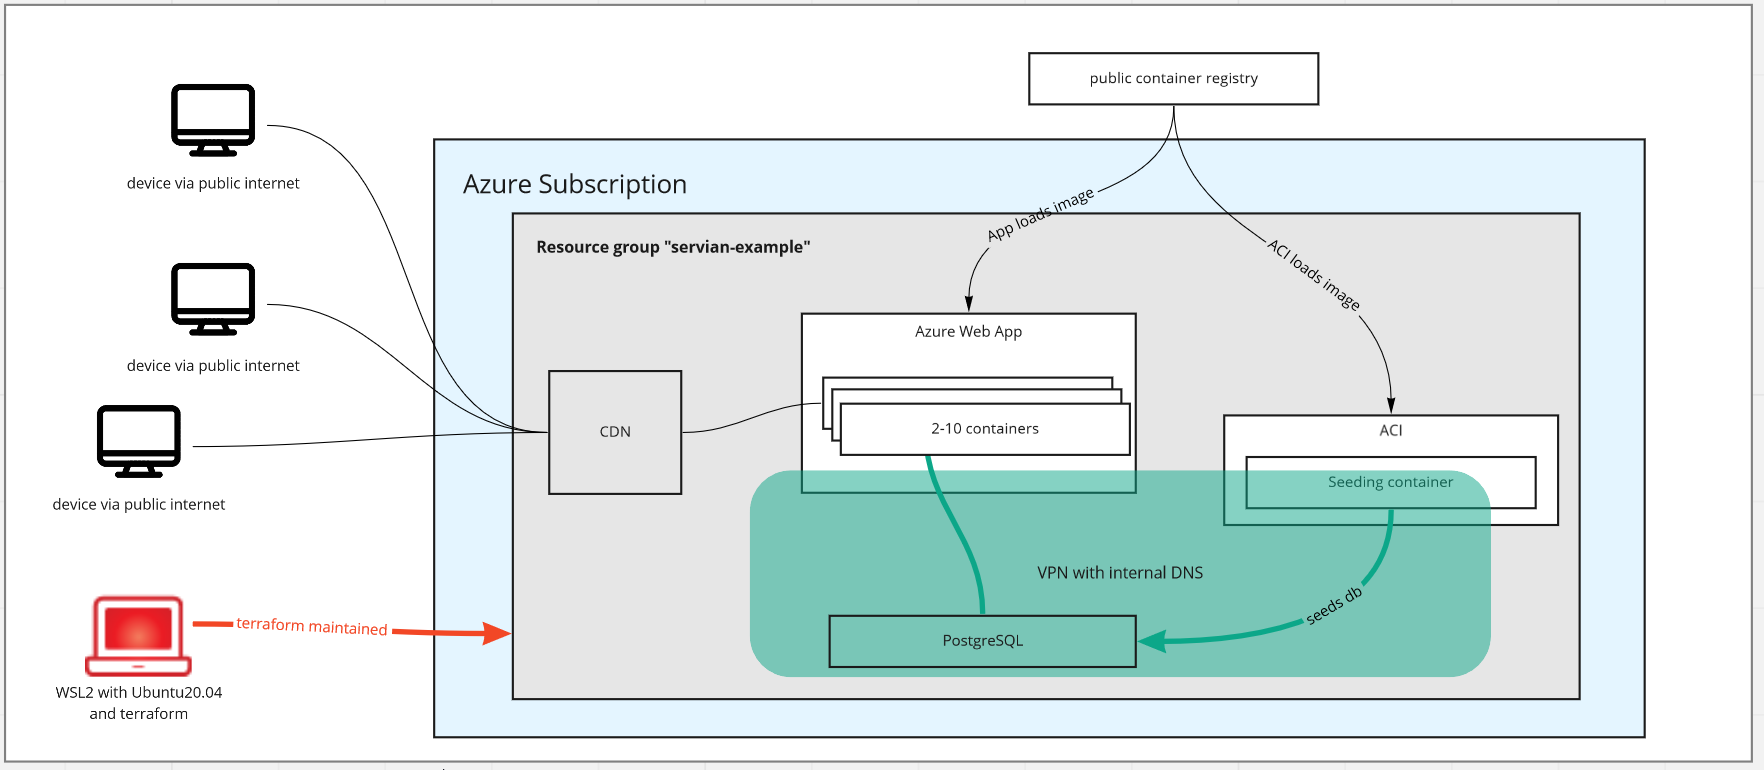 public container registry
device via public internet
Azure Subscription
App loads image
Resource group "servian-example"
ACI loads image
device via public internet
Azure Web App
CDN
2-10 containers
ACI
Seeding container
device via public internet
VPN with internal DNS
seeds db
terraform maintained
PostgreSQL
WSL2 with Ubuntu20.04
and terraform